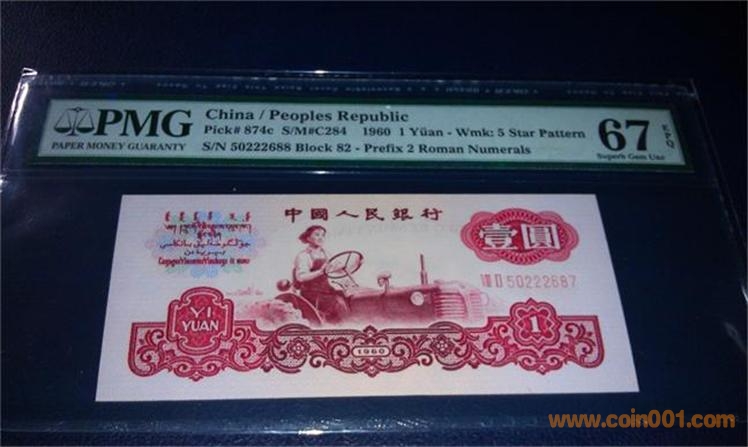 PMG
PAPER MONEY GUARANTY
China / Peoples Republic
Pick# 874c S/M#C284 1960 1 Yüan - Wmk: 5 Star Pattern
S/N 50222688 Block 82 - Prefix 2 Roman Numerals
67 EPQ
Superb Gem Unc
中國人民銀行
壹圓
50222687
YI
YUAN
1960
1
www.coin001.com